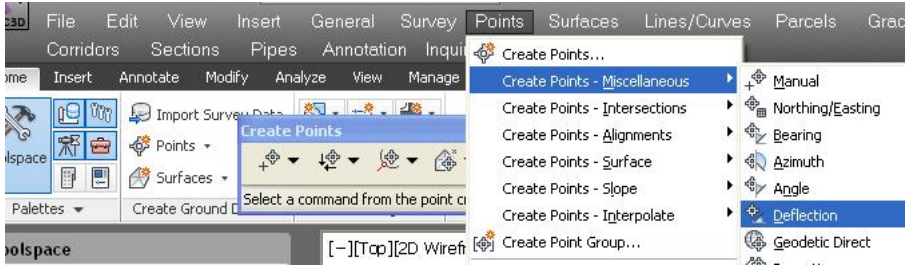 C3D File Edit View Insert General Survey Points Surfaces Lines/Curves Parcels
Corridors Sections Pipes Annotation
Insert Annotate Modify Analyze View Manage
Create Points...
Create Points - Miscellaneous
Create Points - Intersections
Create Points - Alignments
Create Points - Surface
Create Points - Slope
Create Points - Interpolate
Create Point Group...
Manual
Northing/Easting
Bearing
Azimuth
Angle
Deflection
Geodetic Direct
Import Survey Data
Points
Surfaces
Palettes
Create Ground
Create Points
Select a command from the point
[-][Top][2D